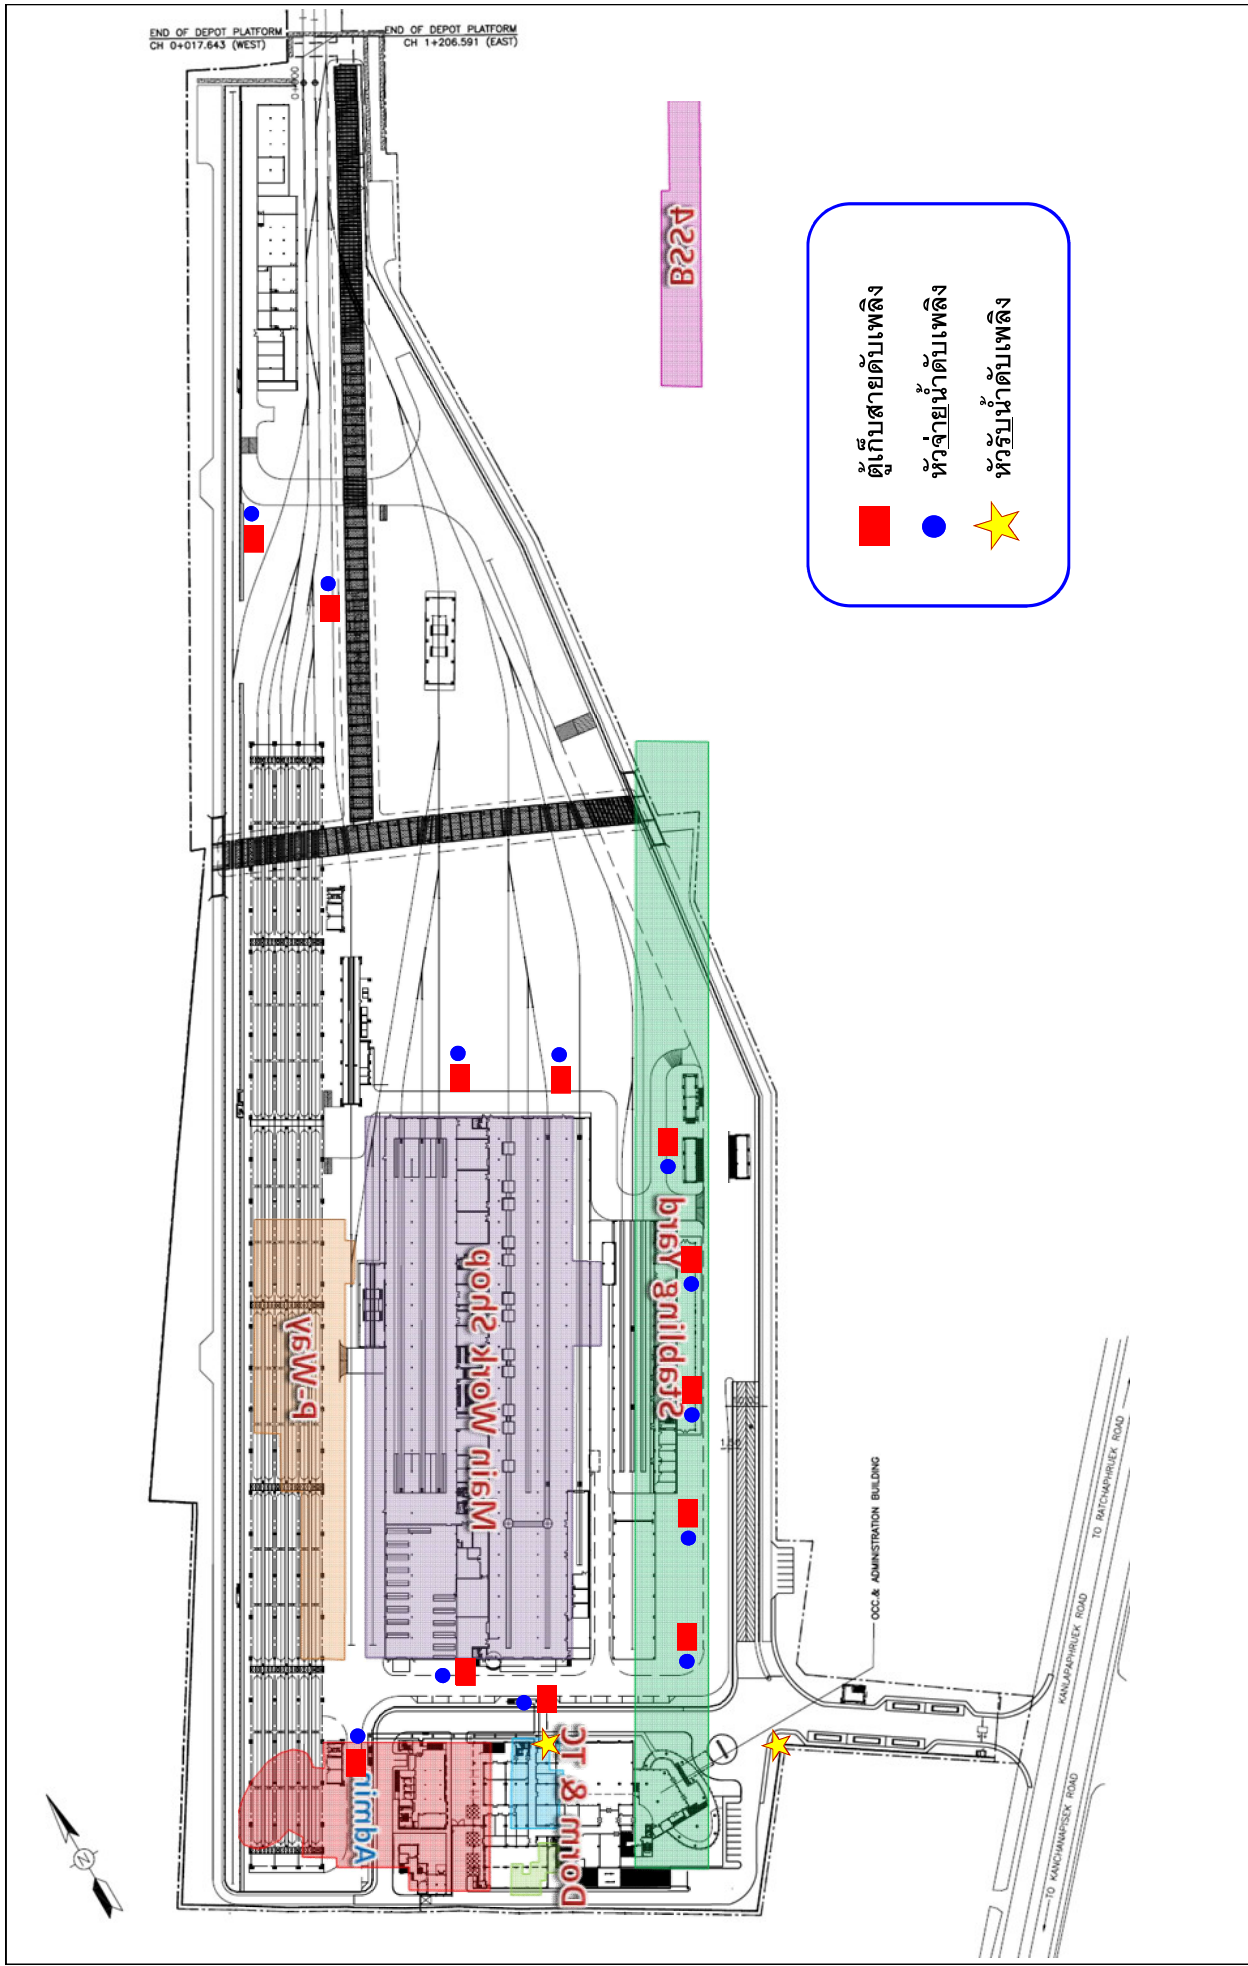 END OF DEPOT PLATFORM
CH 0+017.643 (WEST)
END OF DEPOT PLATFORM
CH 1+206.591 (EAST)
BSS4
ตู้เก็บสายดับเพลิง
หัวจ่ายน้ำดับเพลิง
หัวรับน้ำดับเพลิง
Stabiling Yard
Main Work Shop
P-Way
Admin
Dorm & TC
OCC.& ADMINISTRATION BUILDING
TO RATCHAPHRUEK ROAD
KANLAPAPHRUEK ROAD
TO KANCHANAPISEK ROAD
N